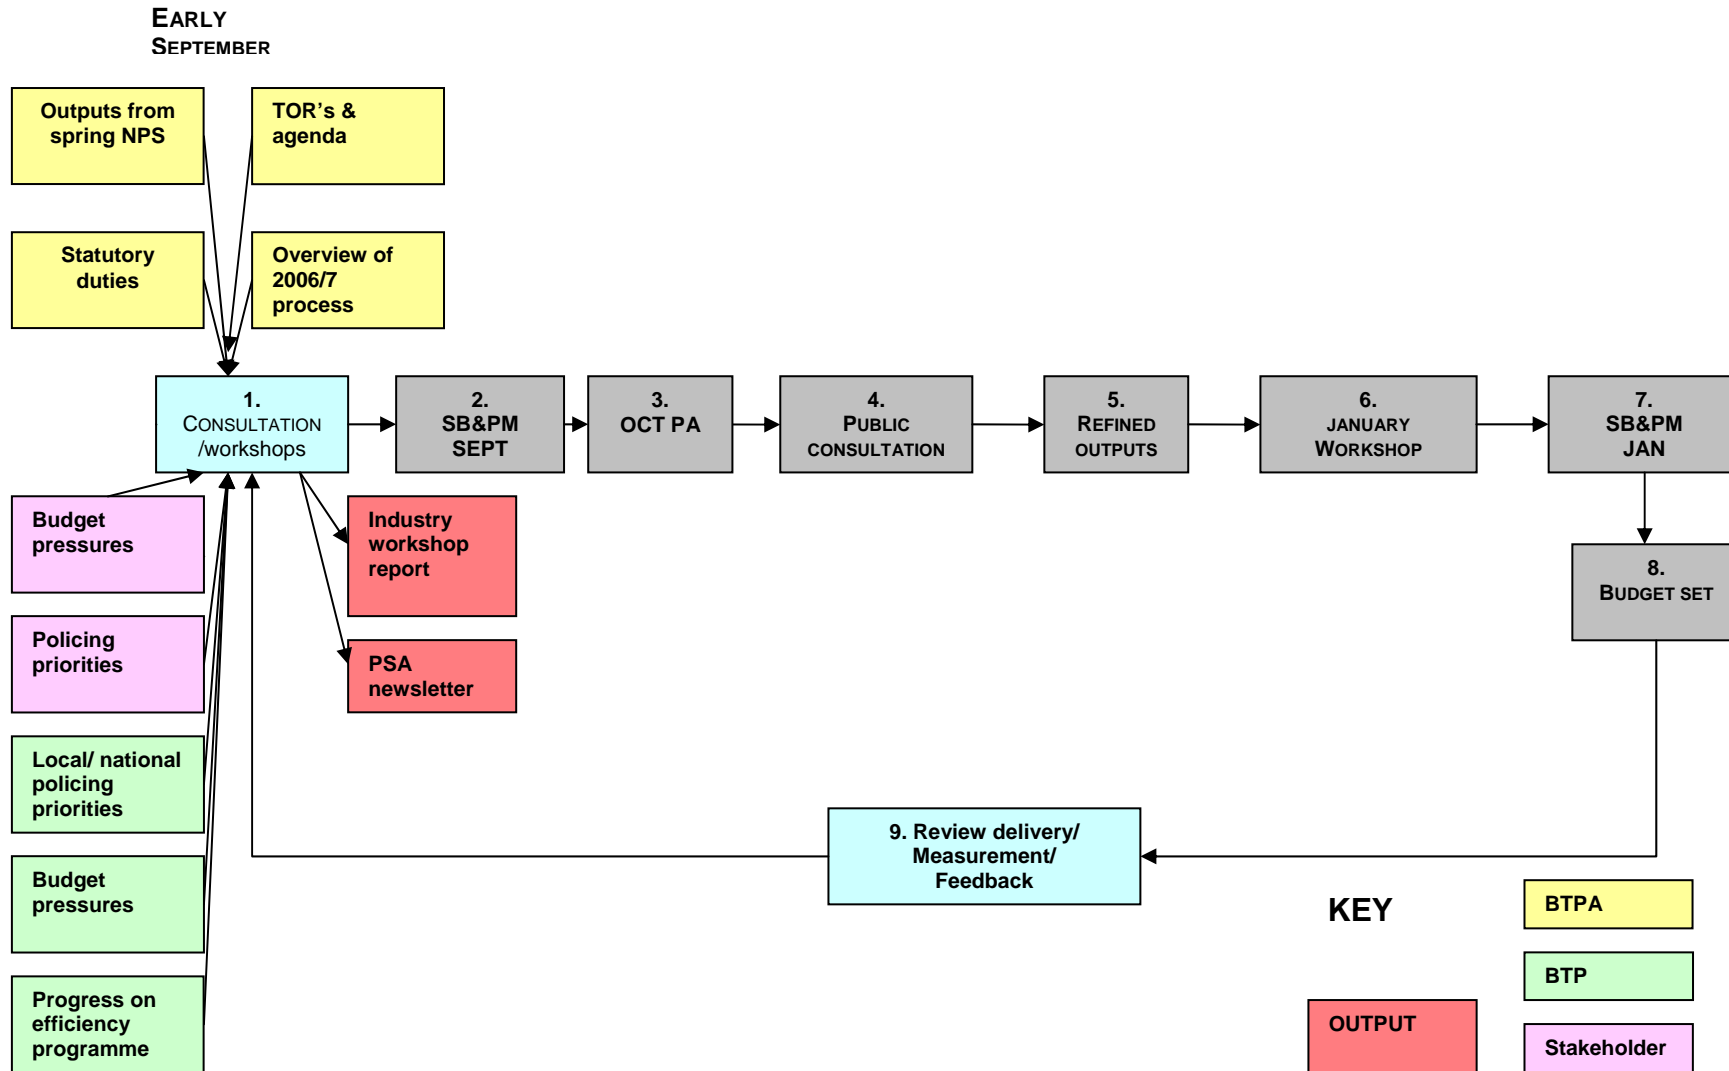 EARLY
SEPTEMBER
Outputs from
spring NPS
TOR's &
agenda
Statutory
duties
Overview of
2006/7
process
1.
CONSULTATION
/workshops
2.
SB&PM
SEPT
3.
OCT PA
4.
PUBLIC
CONSULTATION
5.
REFINED
OUTPUTS
6.
JANUARY
WORKSHOP
7.
SB&PM
JAN
8.
BUDGET SET
Budget
pressures
Industry
workshop
report
Policing
priorities
PSA
newsletter
Local/ national
policing
priorities
Budget
pressures
Progress on
efficiency
programme
9. Review delivery/
Measurement/
Feedback
KEY
BTPA
BTP
OUTPUT
Stakeholder